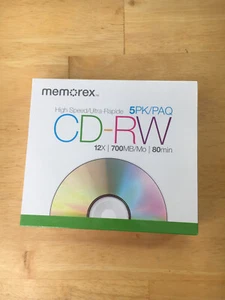 memorex
High Speed/Ultra-Rapide 5PK/PAQ
CD-RW
12X | 700MB/Mo | 80min